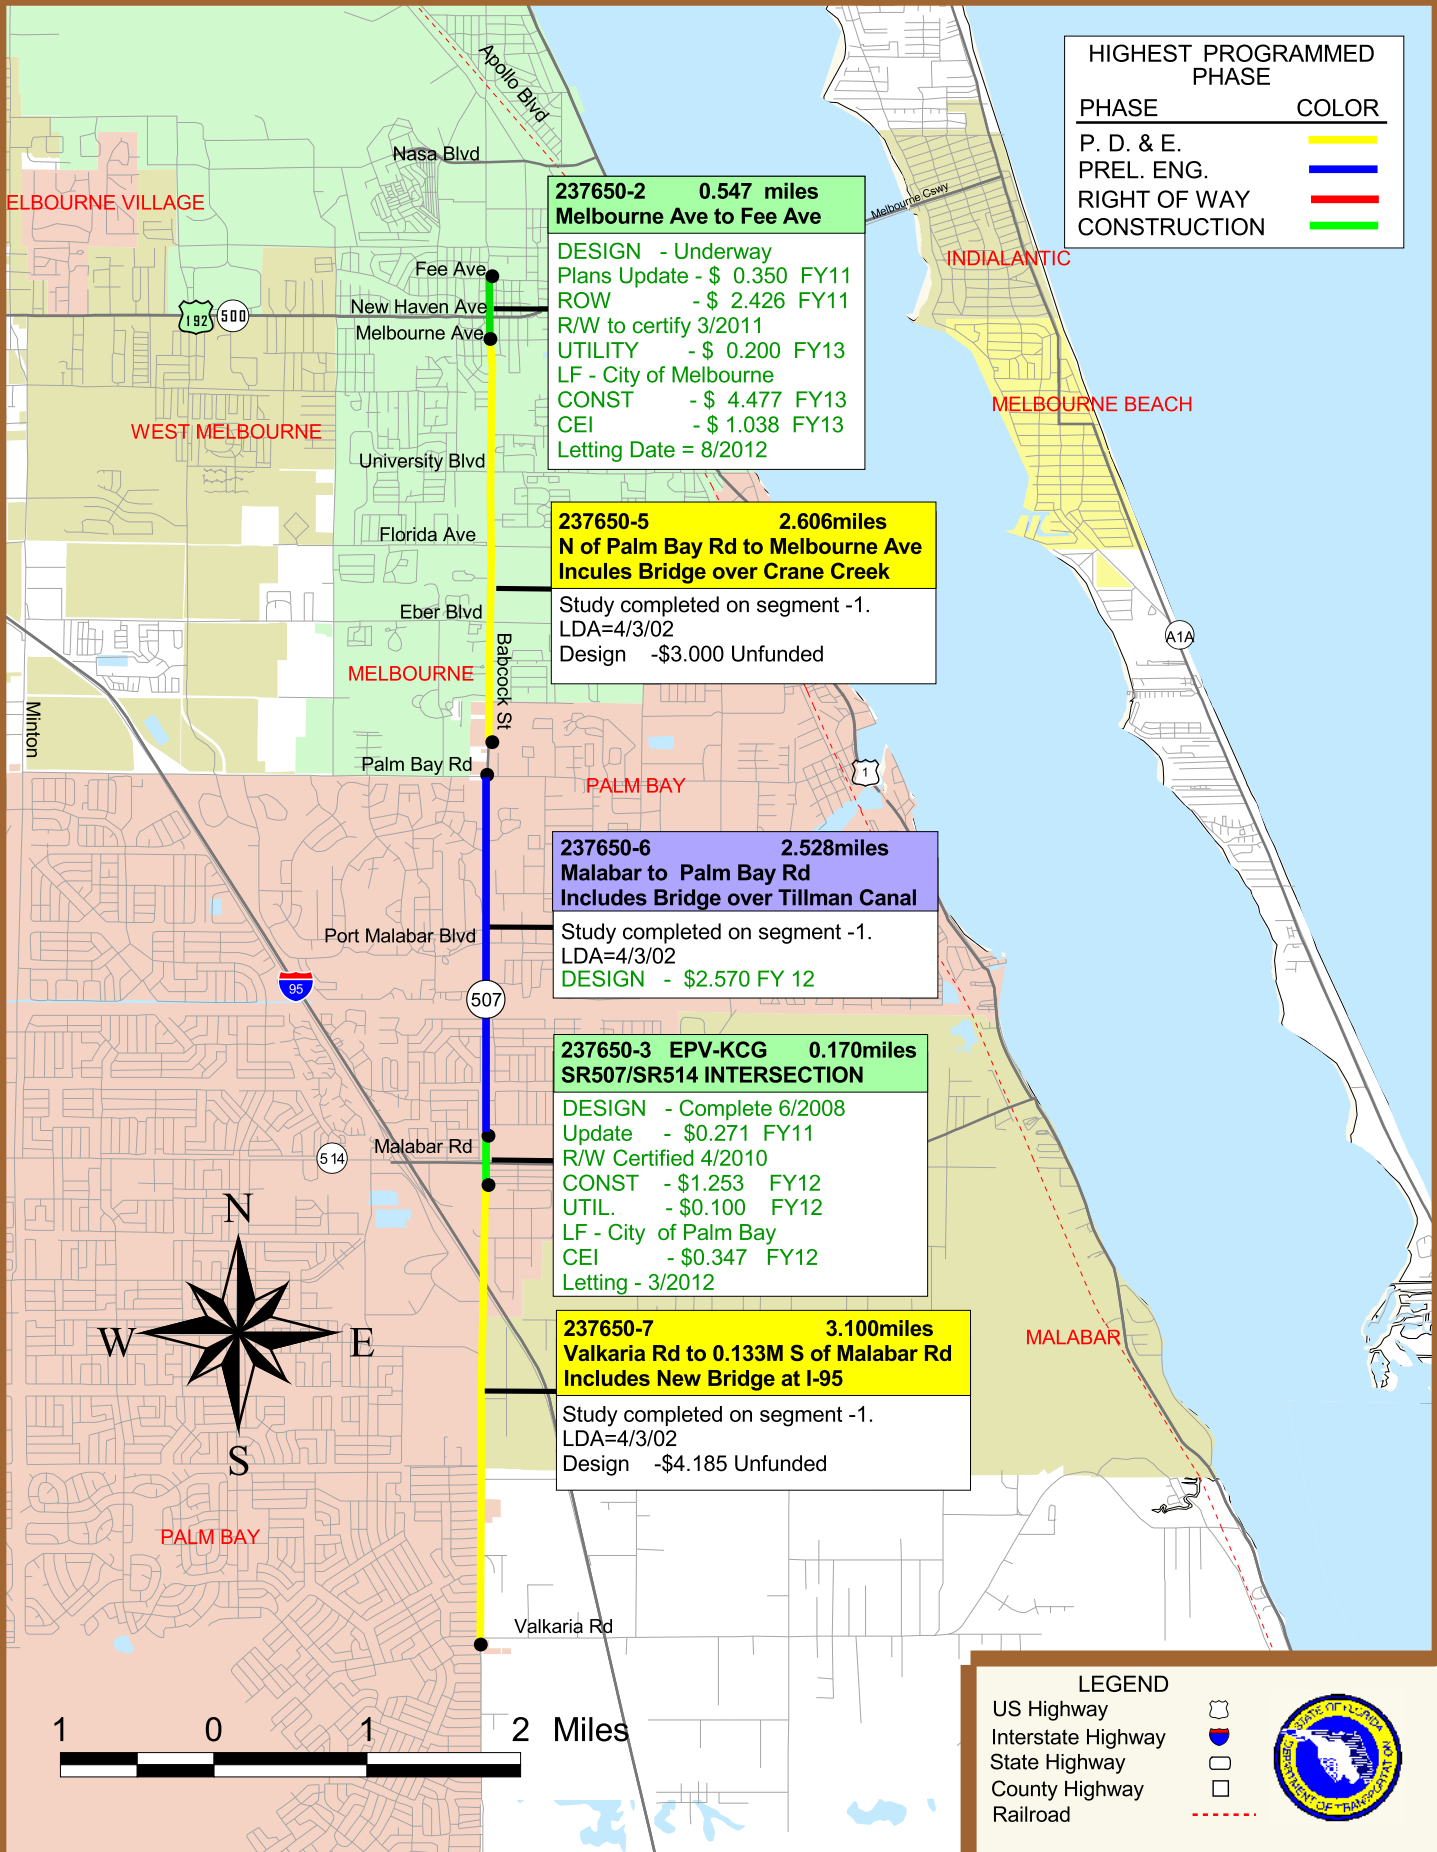 HIGHEST PROGRAMMED
PHASE
PHASE COLOR
P. D. & E.
PREL. ENG.
RIGHT OF WAY
CONSTRUCTION
Apollo Blvd
Nasa Blvd
ELBOURNE VILLAGE
Melbourne Cswy
INDIALANTIC
237650-2 0.547 miles
Melbourne Ave to Fee Ave
DESIGN - Underway
Plans Update - $ 0.350 FY11
ROW - $ 2.426 FY11
R/W to certify 3/2011
UTILITY - $ 0.200 FY13
LF - City of Melbourne
CONST - $ 4.477 FY13
CEI - $ 1.038 FY13
Letting Date = 8/2012
Fee Ave
New Haven Ave
Melbourne Ave
192
500
MELBOURNE BEACH
WEST MELBOURNE
University Blvd
Florida Ave
237650-5 2.606miles
N of Palm Bay Rd to Melbourne Ave
Incules Bridge over Crane Creek
Study completed on segment -1.
LDA=4/3/02
Design -$3.000 Unfunded
Eber Blvd
A1A
Babcock St
MELBOURNE
Minton
Palm Bay Rd
PALM BAY
1
237650-6 2.528miles
Malabar to Palm Bay Rd
Includes Bridge over Tillman Canal
Study completed on segment -1.
LDA=4/3/02
DESIGN - $2.570 FY 12
Port Malabar Blvd
95
507
237650-3 EPV-KCG 0.170miles
SR507/SR514 INTERSECTION
DESIGN - Complete 6/2008
Update - $0.271 FY11
R/W Certified 4/2010
CONST - $1.253 FY12
UTIL. - $0.100 FY12
LF - City of Palm Bay
CEI - $0.347 FY12
Letting - 3/2012
Malabar Rd
514
N
W E
S
237650-7 3.100miles
Valkaria Rd to 0.133M S of Malabar Rd
Includes New Bridge at I-95
Study completed on segment -1.
LDA=4/3/02
Design -$4.185 Unfunded
MALABAR
PALM BAY
Valkaria Rd
1 0 1 2 Miles
LEGEND
US Highway
Interstate Highway
State Highway
County Highway
Railroad
STATE OF FLORIDA
DEPARTMENT OF TRANSPORTATION